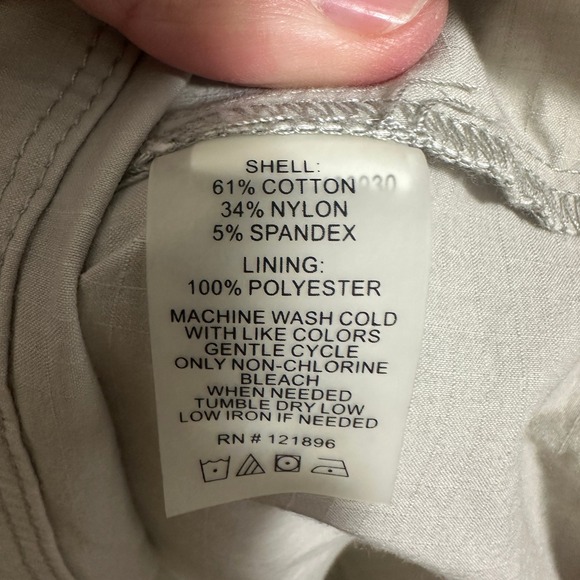 SHELL:
61% COTTON
34% NYLON
5% SPANDEX
LINING:
100% POLYESTER
MACHINE WASH COLD
WITH LIKE COLORS
GENTLE CYCLE
ONLY NON-CHLORINE
BLEACH
WHEN NEEDED
TUMBLE DRY LOW
LOW IRON IF NEEDED
RN # 121896